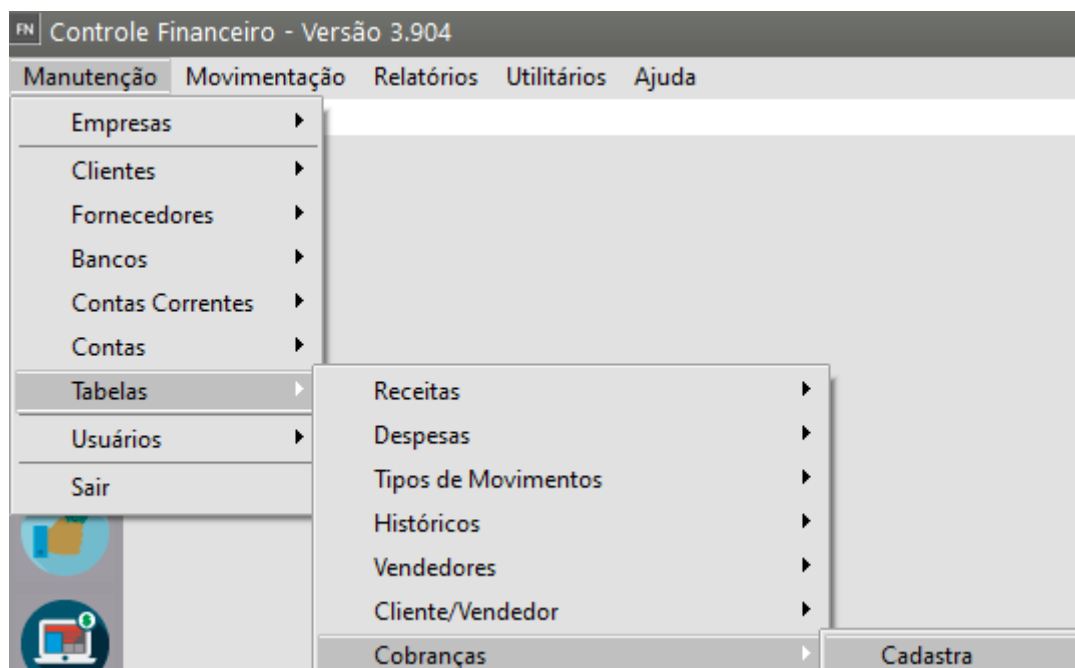 FN Controle Financeiro - Versão 3.904
Manutenção Movimentação Relatórios Utilitários Ajuda
Empresas
Clientes
Fornecedores
Bancos
Contas Correntes
Contas
Tabelas
Usuários
Sair
Receitas
Despesas
Tipos de Movimentos
Históricos
Vendedores
Cliente/Vendedor
Cobranças
Cadastra